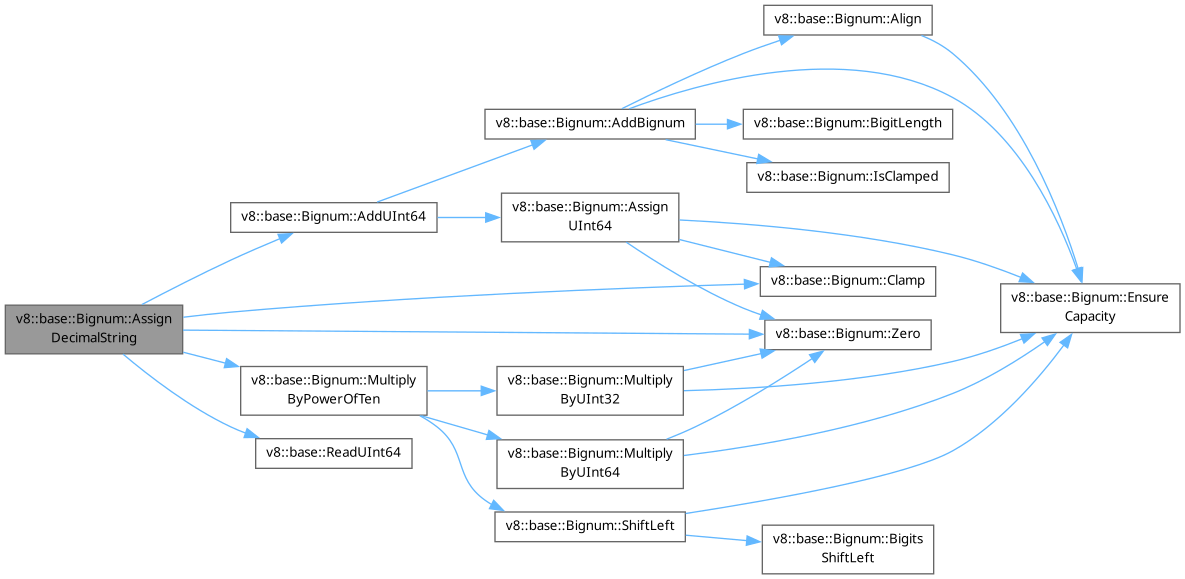 v8::base::Bignum::Align
v8::base::Bignum::AddBignum
v8::base::Bignum::BigitLength
v8::base::Bignum::IsClamped
v8::base::Bignum::AddUInt64
v8::base::Bignum::Assign
UInt64
v8::base::Bignum::Clamp
v8::base::Bignum::Ensure
Capacity
v8::base::Bignum::Assign
DecimalString
v8::base::Bignum::Zero
v8::base::Bignum::Multiply
ByPowerOfTen
v8::base::Bignum::Multiply
ByUInt32
v8::base::ReadUInt64
v8::base::Bignum::Multiply
ByUInt64
v8::base::Bignum::ShiftLeft
v8::base::Bignum::Bigits
ShiftLeft